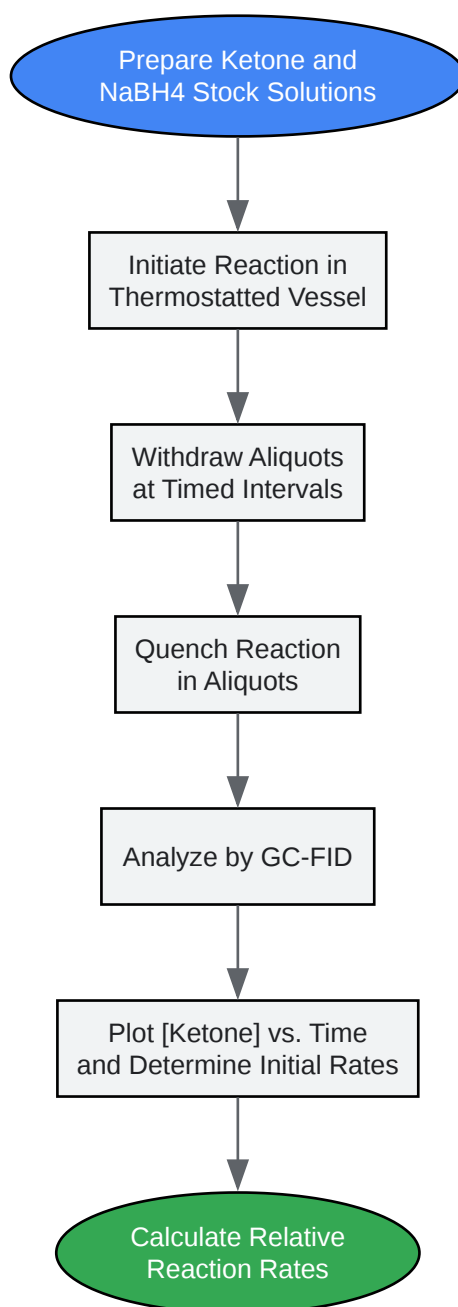 Prepare Ketone and
NaBH4 Stock Solutions
Initiate Reaction in
Thermostatted Vessel
Withdraw Aliquots
at Timed Intervals
Quench Reaction
in Aliquots
Analyze by GC-FID
Plot [Ketone] vs. Time
and Determine Initial Rates
Calculate Relative
Reaction Rates